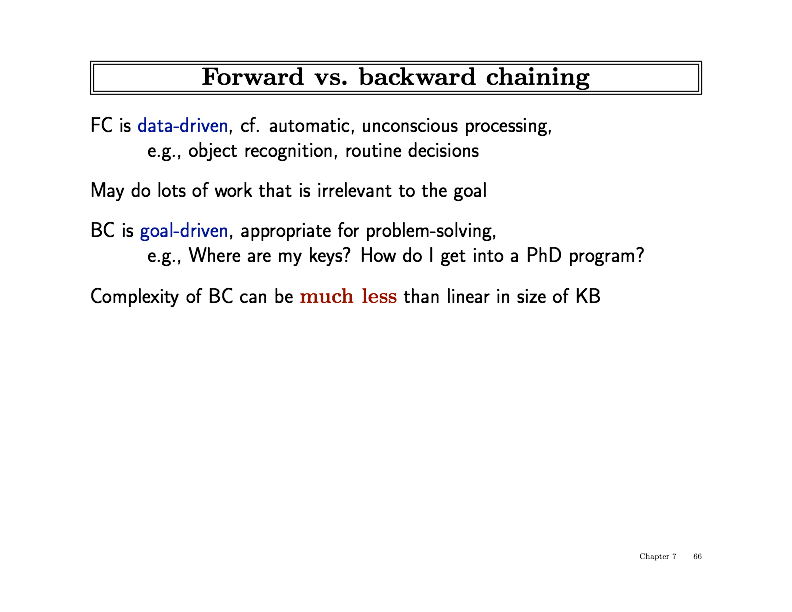 Forward vs. backward chaining
FC is data-driven, cf. automatic, unconscious processing,
e.g., object recognition, routine decisions
May do lots of work that is irrelevant to the goal
BC is goal-driven, appropriate for problem-solving,
e.g., Where are my keys? How do I get into a PhD program?
Complexity of BC can be much less than linear in size of KB
Chapter 7 66